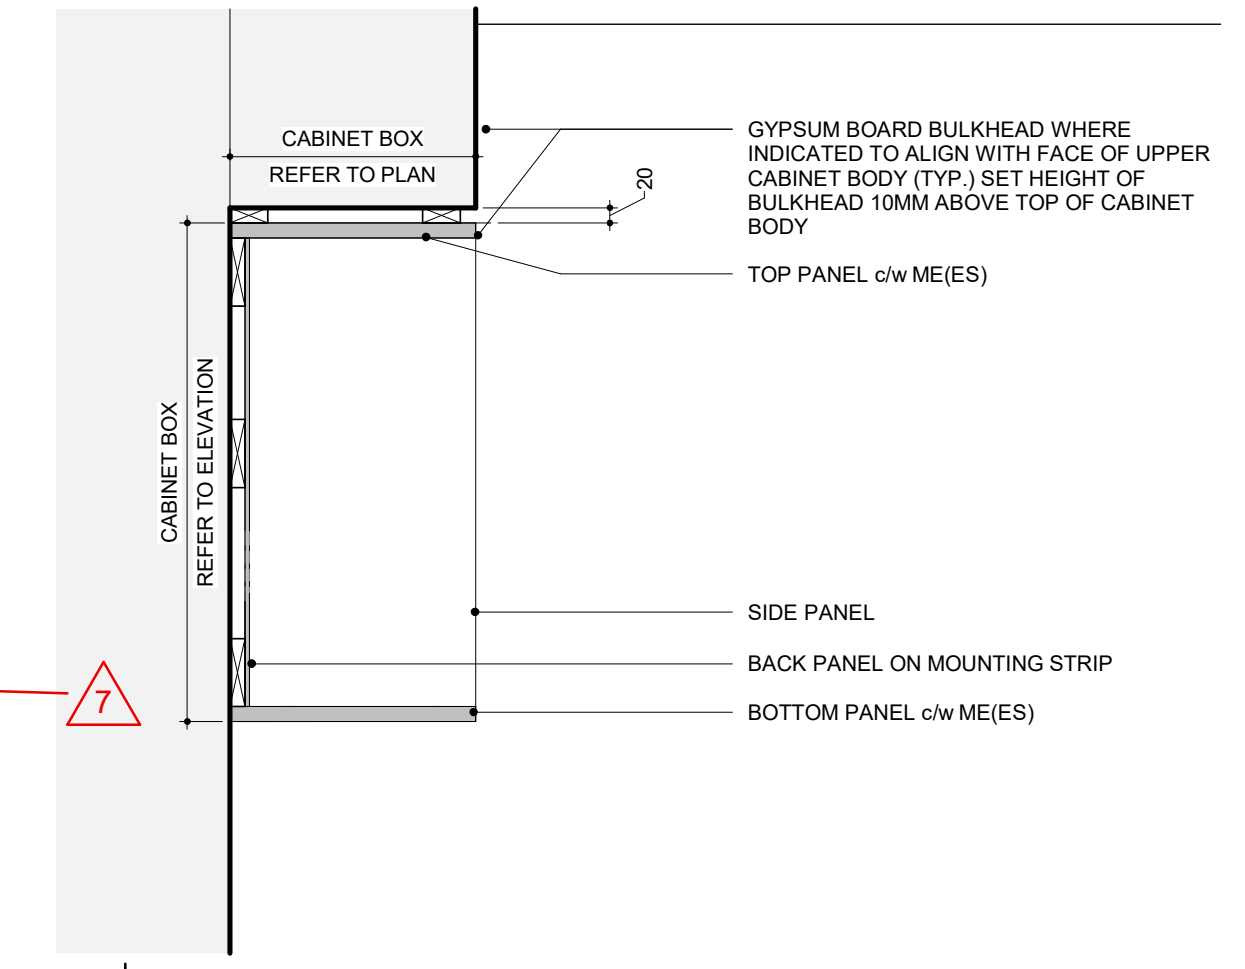 CABINET BOX
REFER TO PLAN
20
GYPSUM BOARD BULKHEAD WHERE
INDICATED TO ALIGN WITH FACE OF UPPER
CABINET BODY (TYP.) SET HEIGHT OF
BULKHEAD 10MM ABOVE TOP OF CABINET
BODY
TOP PANEL c/w ME(ES)
CABINET BOX
REFER TO ELEVATION
SIDE PANEL
BACK PANEL ON MOUNTING STRIP
7
BOTTOM PANEL c/w ME(ES)